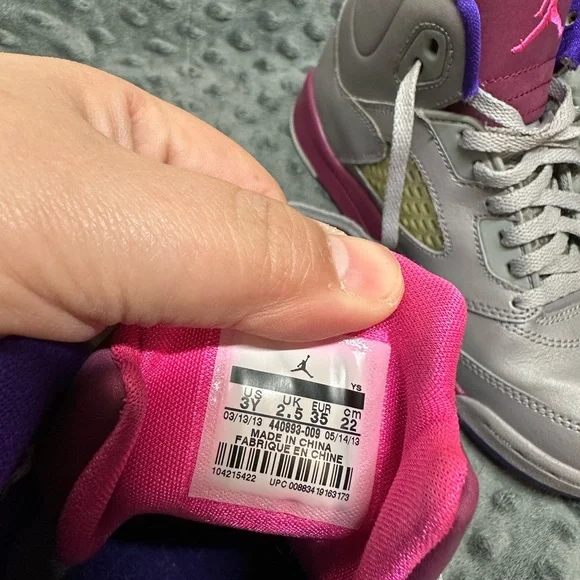 YS
US UK EUR cm
3Y 2.5 35 22
03/13/13 440893-009 05/14/13
MADE IN CHINA
FABRIQUE EN CHINE
104215422 UPC 00883419163173